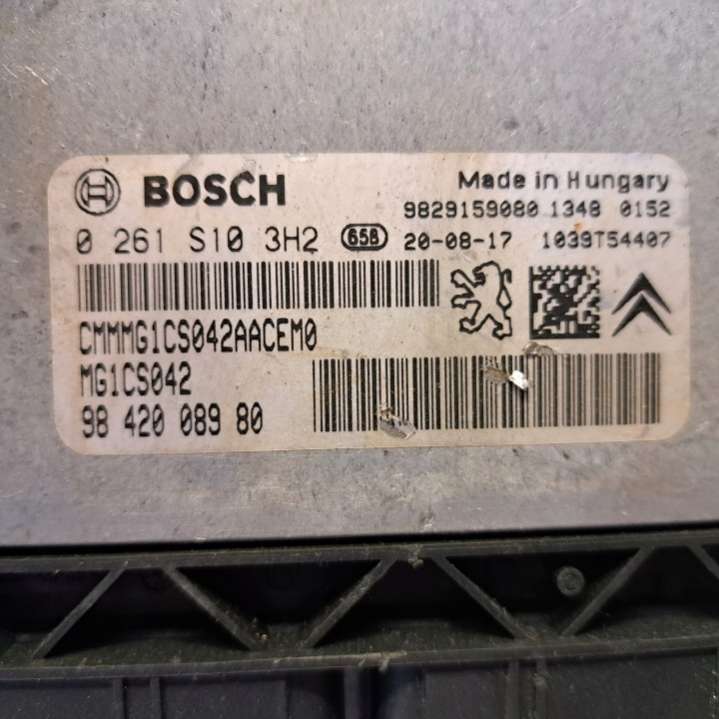 BOSCH
Made in Hungary
9829159080 1348 0152
0 261 S10 3H2 658 20-08-17 1039T54407
CMMMG1CS042AACEM0
MG1CS042
98 420 089 80